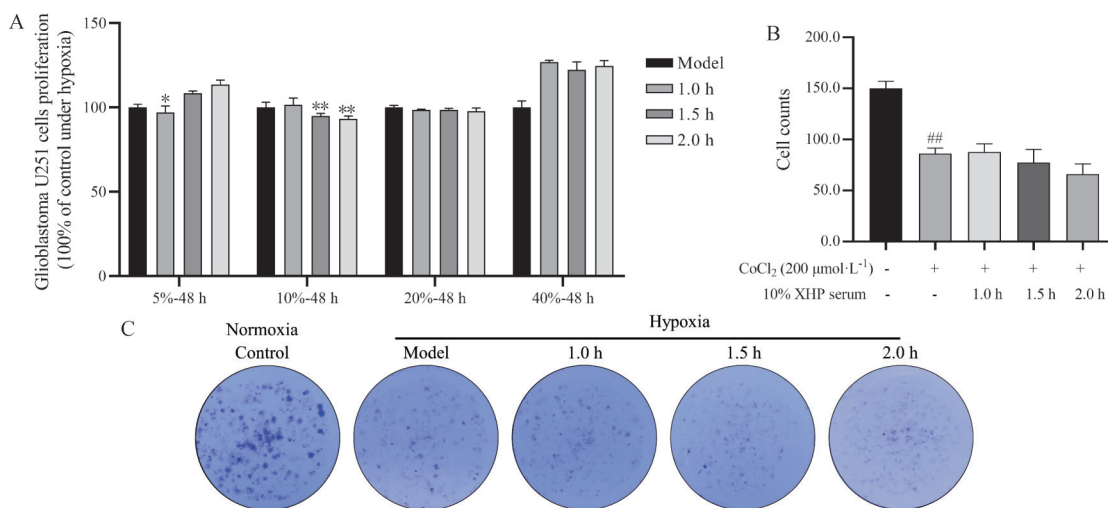 A
Glioblastoma U251 cells proliferation
(100% of control under hypoxia)
150
100
50
0
*
** **
5%-48 h 10%-48 h 20%-48 h 40%-48 h
Model
1.0 h
1.5 h
2.0 h
B
Cell counts
200.0
150.0
100.0
50.0
0.0
##
CoCl₂ (200 μmol·L⁻¹) - + + + +
10% XHP serum - - 1.0 h 1.5 h 2.0 h
C
Normoxia
Control
Hypoxia
Model 1.0 h 1.5 h 2.0 h